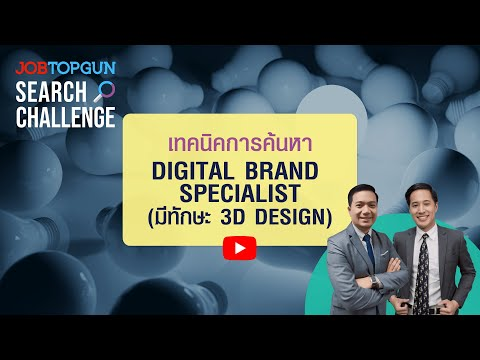 JOBTOPGUN
SEARCH
CHALLENGE
เทคนิคการค้นหา
DIGITAL BRAND
SPECIALIST
(มีทักษะ 3D DESIGN)